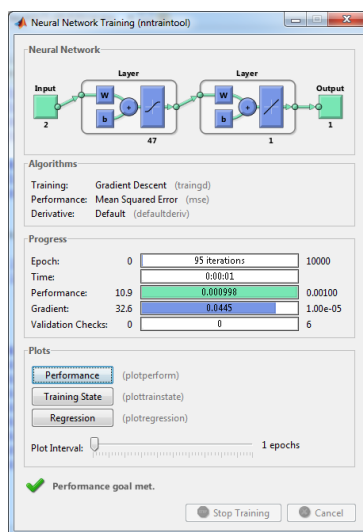 Neural Network Training (nntraintool)
Neural Network
Layer Layer
Input Output
W W
b b
2 47 1 1
Algorithms
Training: Gradient Descent (traingd)
Performance: Mean Squared Error (mse)
Derivative: Default (defaultderiv)
Progress
Epoch: 0 95 iterations 10000
Time: 0:00:01
Performance: 10.9 0.000998 0.00100
Gradient: 32.6 0.0445 1.00e-05
Validation Checks: 0 0 6
Plots
Performance (plotperform)
Training State (plottrainstate)
Regression (plotregression)
Plot Interval: 1 epochs
Performance goal met.
Stop Training Cancel